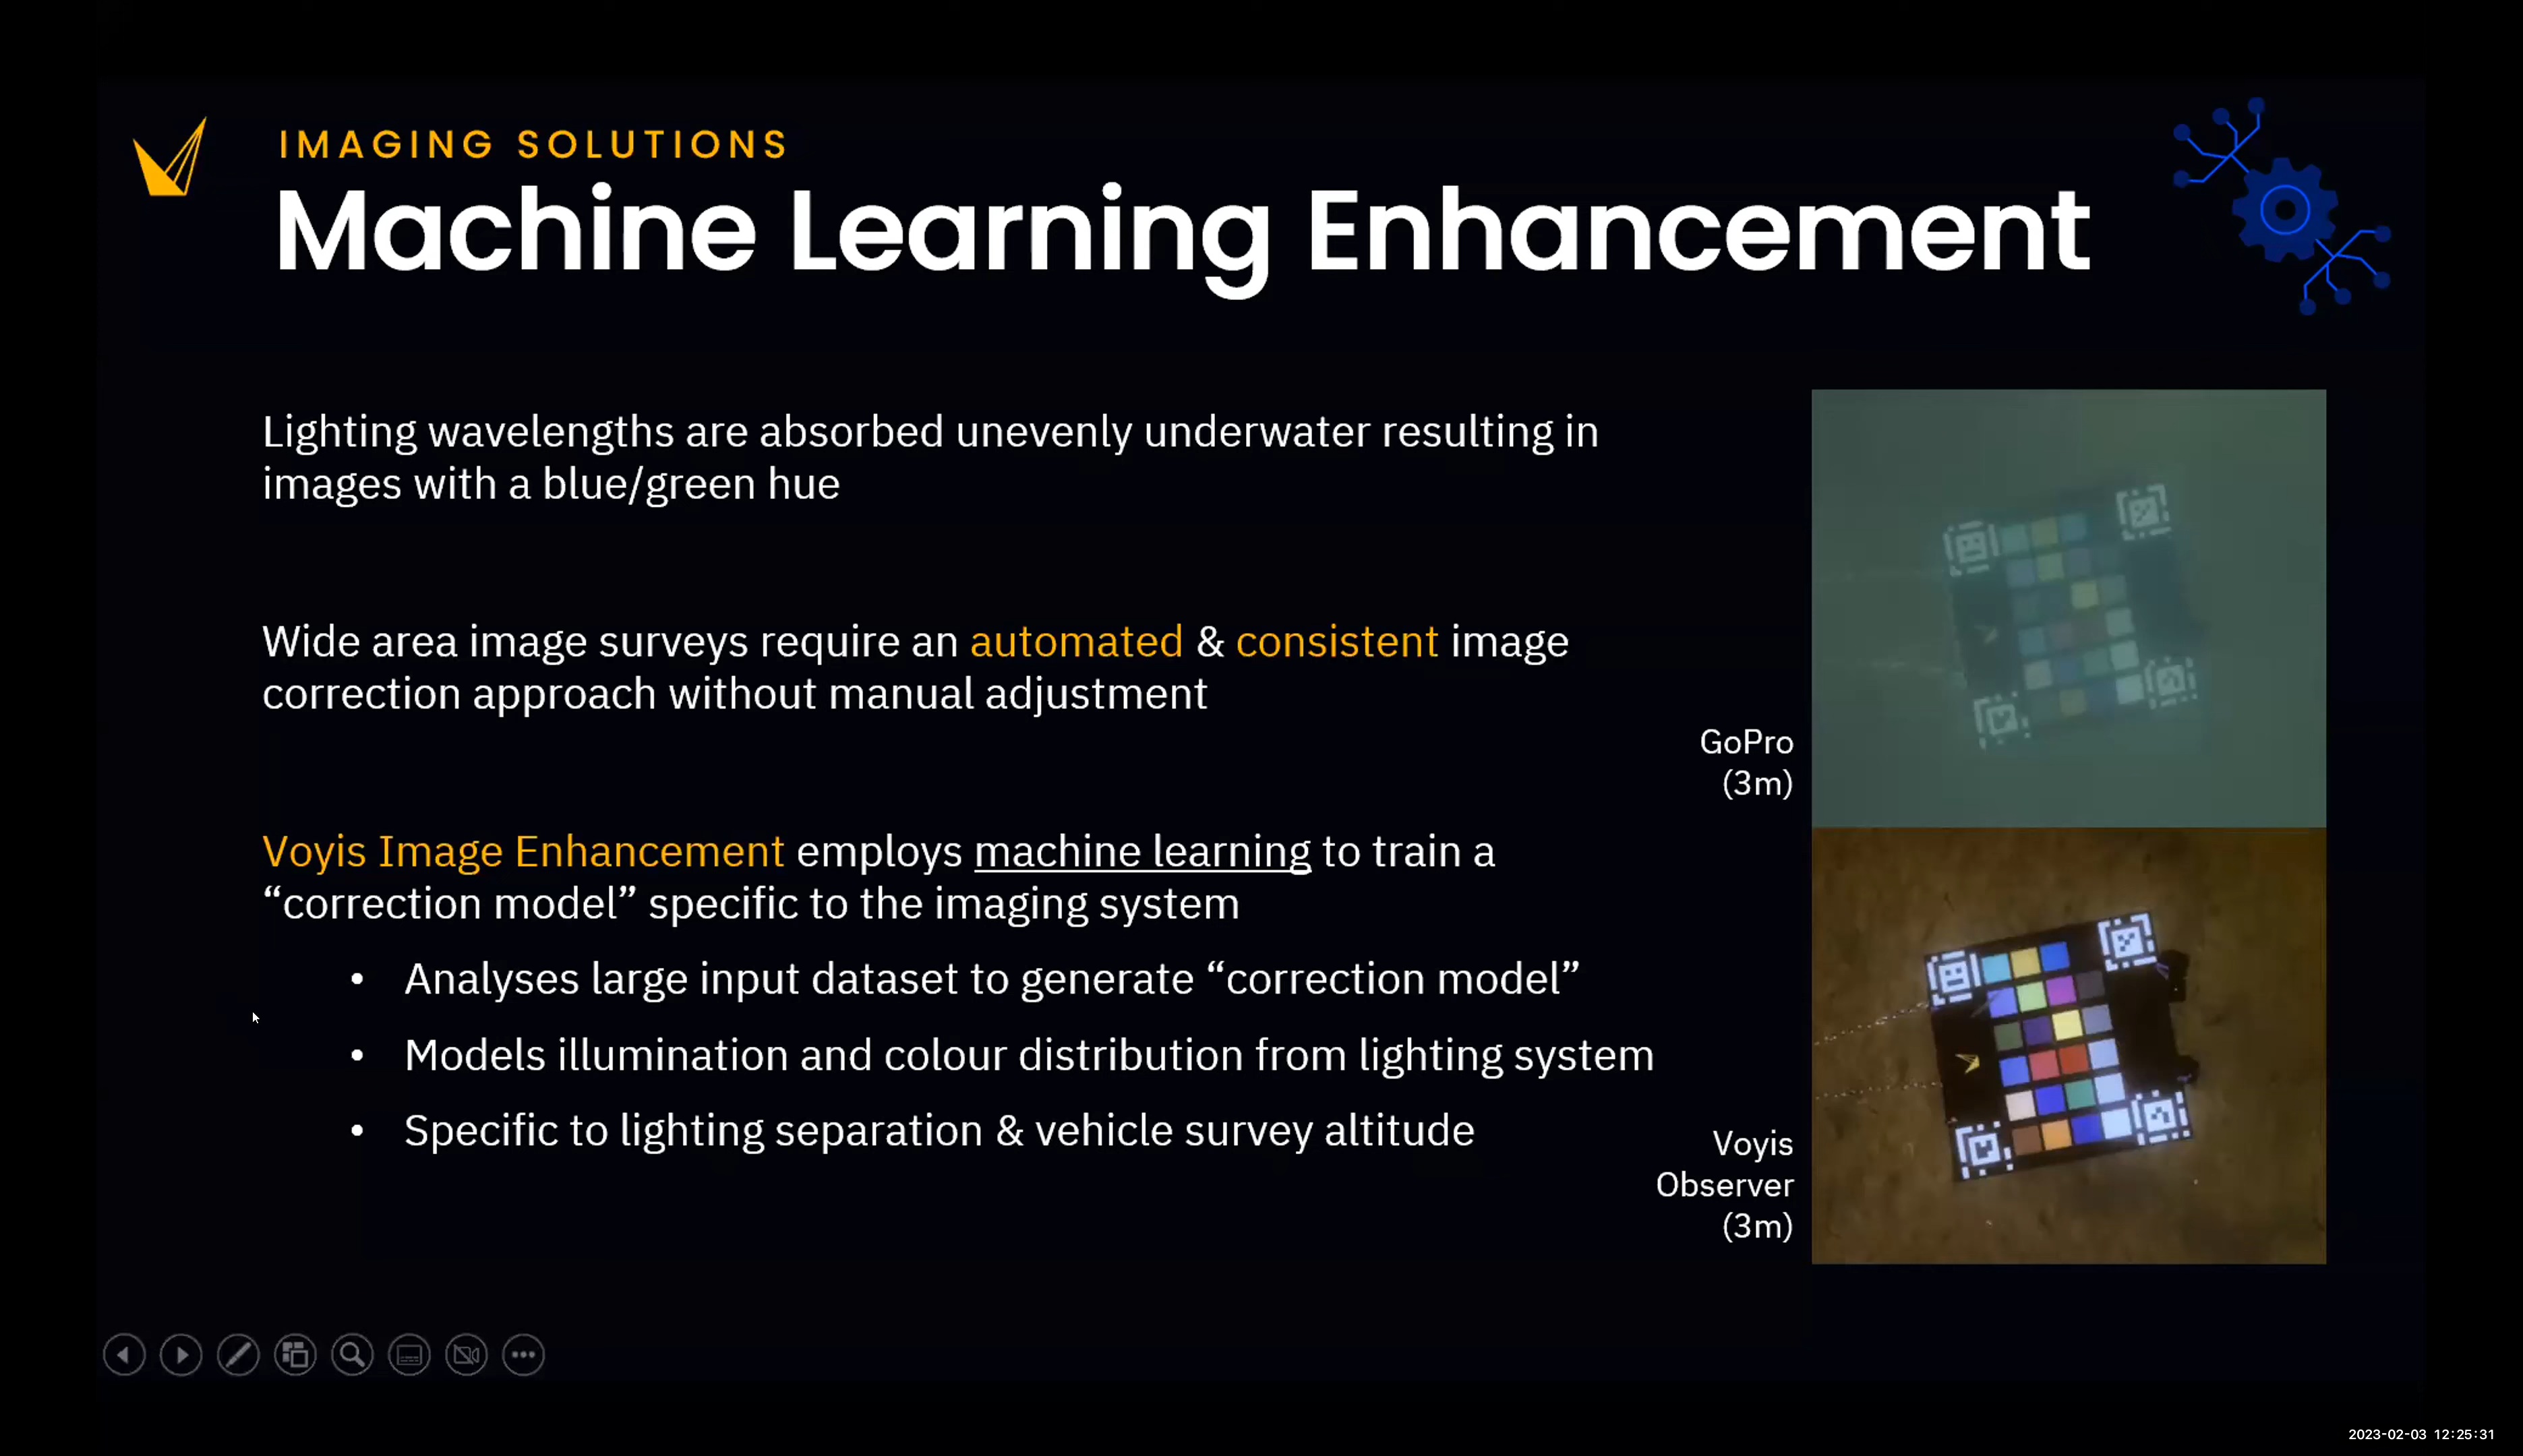 IMAGING SOLUTIONS
Machine Learning Enhancement
Lighting wavelengths are absorbed unevenly underwater resulting in
images with a blue/green hue
Wide area image surveys require an automated & consistent image
correction approach without manual adjustment
GoPro
(3m)
Voyis Image Enhancement employs machine learning to train a
“correction model” specific to the imaging system
• Analyses large input dataset to generate “correction model”
• Models illumination and colour distribution from lighting system
• Specific to lighting separation & vehicle survey altitude
Voyis
Observer
(3m)
2023-02-03 12:25:31